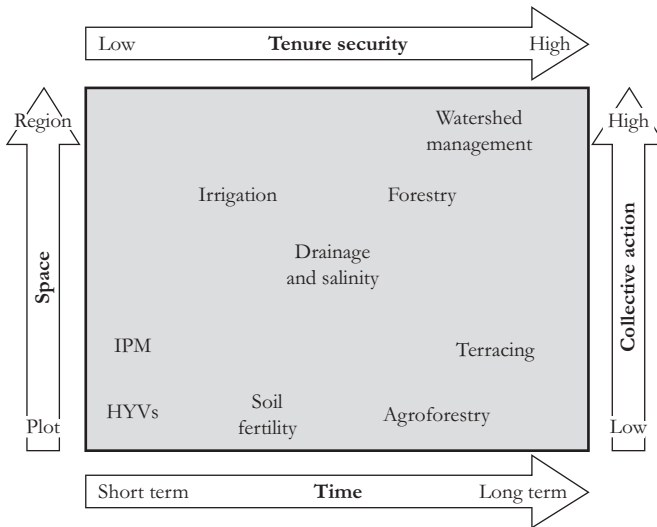 Low Tenure security High
Region
Space
Plot
High
Collective action
Low
Watershed
management
Irrigation Forestry
Drainage
and salinity
IPM Terracing
HYVs Soil
fertility Agroforestry
Short term Time Long term